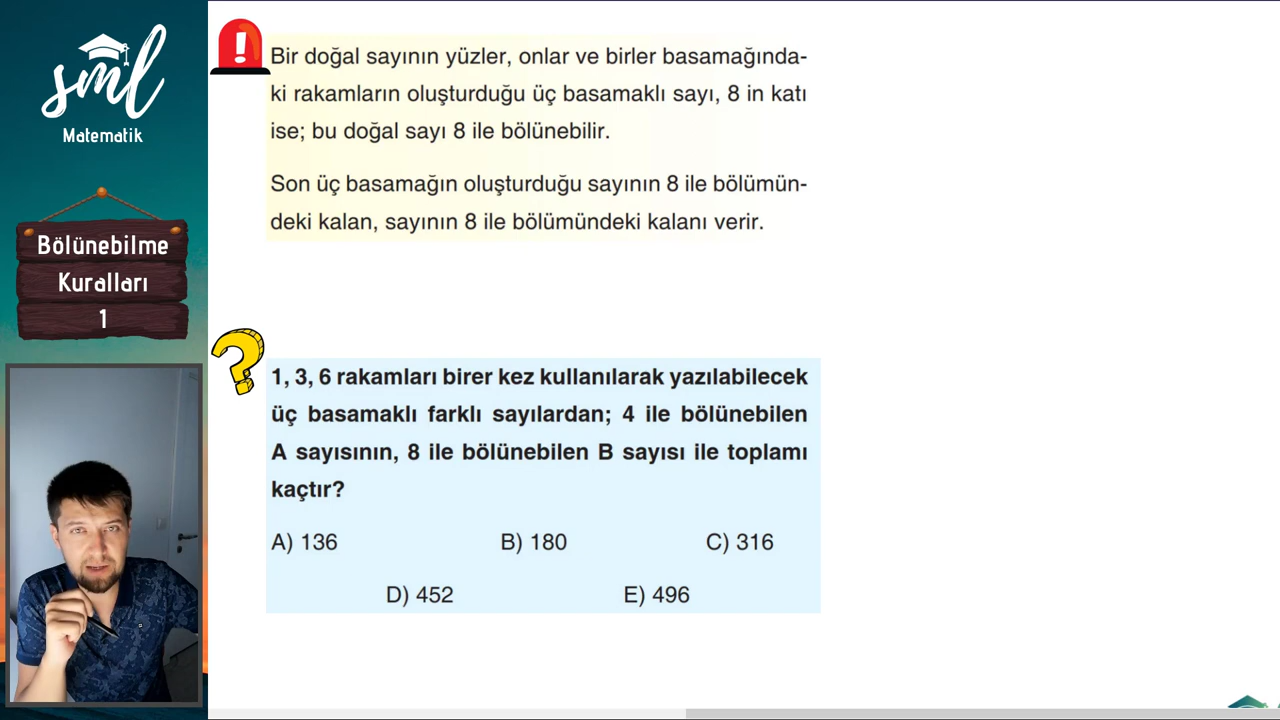 sml
Matematik
Bölünebilme
Kuralları
1
Bir doğal sayının yüzler, onlar ve birler basamağında-
ki rakamların oluşturduğu üç basamaklı sayı, 8 in katı
ise; bu doğal sayı 8 ile bölünebilir.
Son üç basamağın oluşturduğu sayının 8 ile bölümün-
deki kalan, sayının 8 ile bölümündeki kalanı verir.
1, 3, 6 rakamları birer kez kullanılarak yazılabilecek
üç basamaklı farklı sayılardan; 4 ile bölünebilen
A sayısının, 8 ile bölünebilen B sayısı ile toplamı
kaçtır?
A) 136 B) 180 C) 316
D) 452 E) 496